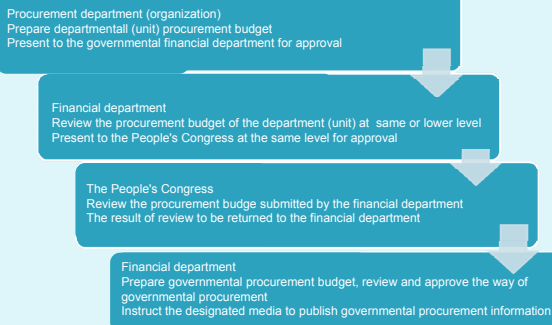 Procurement department (organization)
Prepare departmentall (unit) procurement budget
Present to the governmental financial department for approval
Financial department
Review the procurement budget of the department (unit) at same or lower level
Present to the People's Congress at the same level for approval
The People's Congress
Review the procurement budge submitted by the financial department
The result of review to be returned to the financial department
Financial department
Prepare governmental procurement budget, review and approve the way of
governmental procurement
Instruct the designated media to publish governmental procurement information